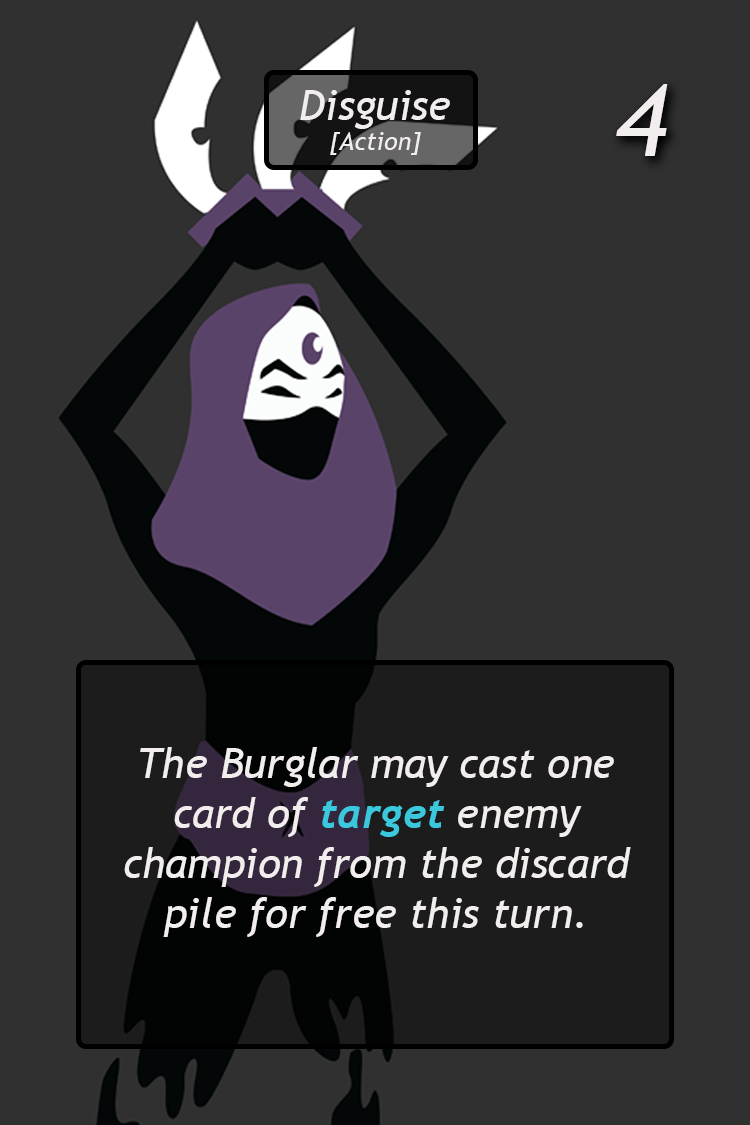 Disguise
4
[Action]
The Burglar may cast one
card of target enemy
champion from the discard
pile for free this turn.